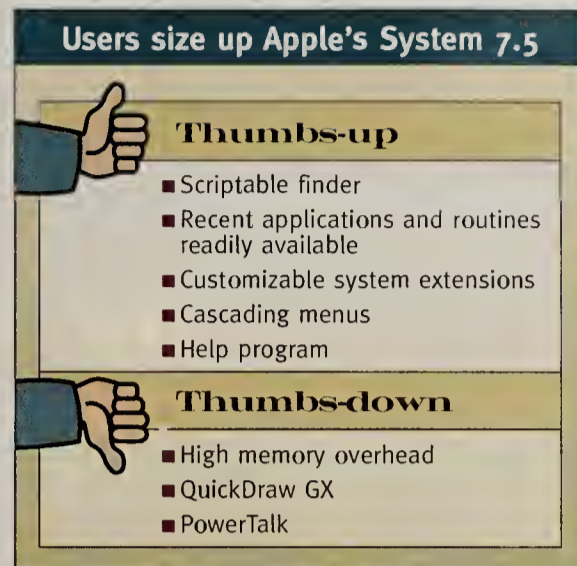 Users size up Apple's System 7.5
Thumbs-up
■ Scriptable finder
■ Recent applications and routines
readily available
■ Customizable system extensions
■ Cascading menus
■ Help program
Thumbs-down
■ High memory overhead
■ QuickDraw GX
■ PowerTalk